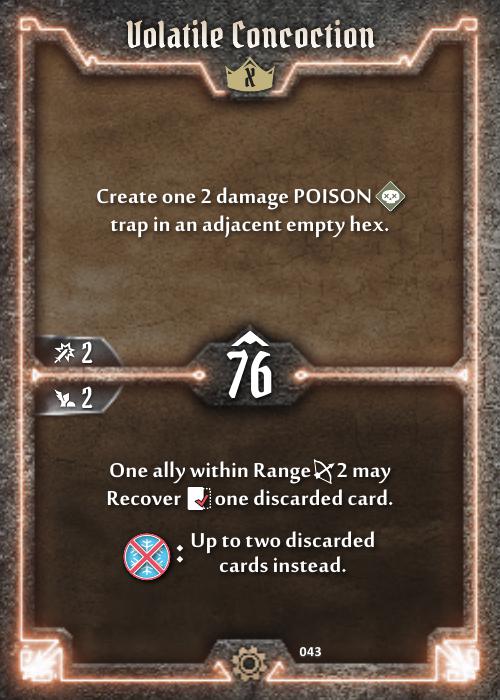 Volatile Concoction
X
Create one 2 damage POISON
trap in an adjacent empty hex.
2
76
2
One ally within Range 2 may
Recover one discarded card.
: Up to two discarded
cards instead.
043